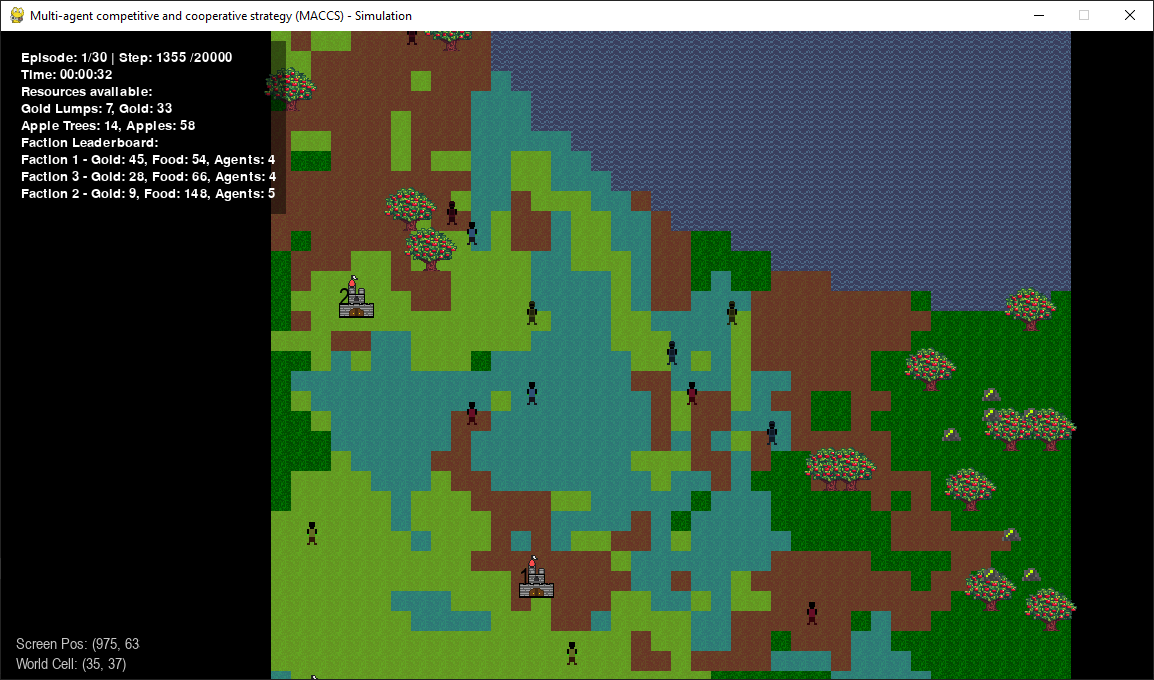 Multi-agent competitive and cooperative strategy (MACCS) - Simulation
Episode: 1/30 | Step: 1355 /20000
Time: 00:00:32
Resources available:
Gold Lumps: 7, Gold: 33
Apple Trees: 14, Apples: 58
Faction Leaderboard:
Faction 1 - Gold: 45, Food: 54, Agents: 4
Faction 3 - Gold: 28, Food: 66, Agents: 4
Faction 2 - Gold: 9, Food: 148, Agents: 5
2
1
Screen Pos: (975, 63
World Cell: (35, 37)